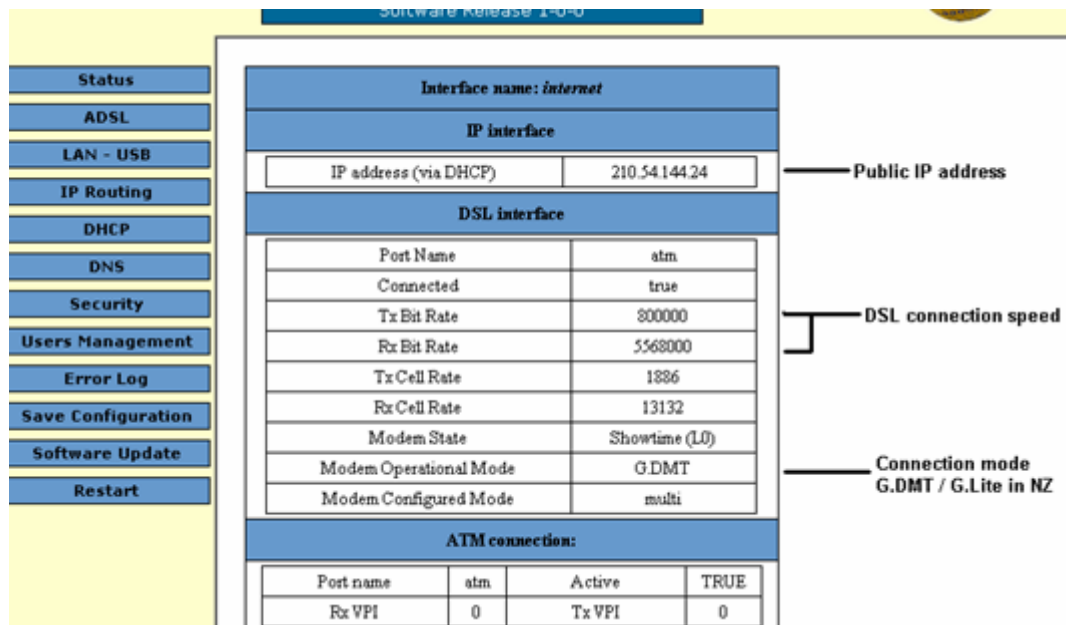 Software Release 1-0-0
Status
ADSL
LAN - USB
IP Routing
DHCP
DNS
Security
Users Management
Error Log
Save Configuration
Software Update
Restart
Interface name: internet
IP interface
IP address (via DHCP) 210.54.144.24
DSL interface
Port Name atm
Connected true
Tx Bit Rate 800000
Rx Bit Rate 5568000
Tx Cell Rate 1886
Rx Cell Rate 13132
Modem State Showtime (L0)
Modem Operational Mode G.DMT
Modem Configured Mode multi
ATM connection:
Port name atm Active TRUE
Rx VPI 0 Tx VPI 0
Public IP address
DSL connection speed
Connection mode
G.DMT / G.Lite in NZ